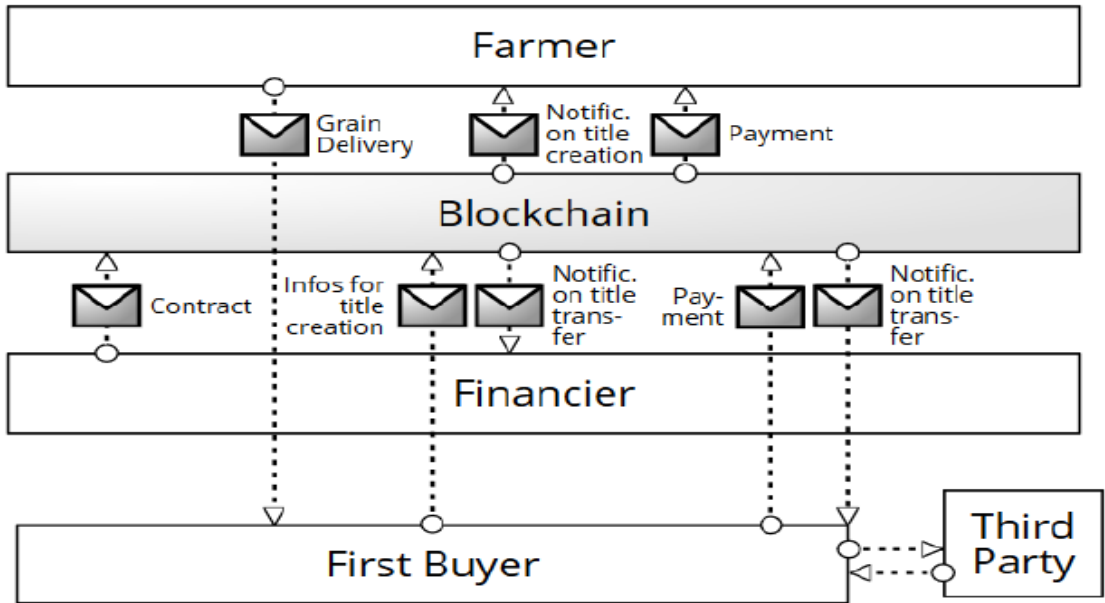 Farmer
Grain
Delivery
Notific.
on title
creation
Payment
Blockchain
Contract
Infos for
title
creation
Notific.
on title
trans-
fer
Pay-
ment
Notific.
on title
trans-
fer
Financier
First Buyer
Third
Party